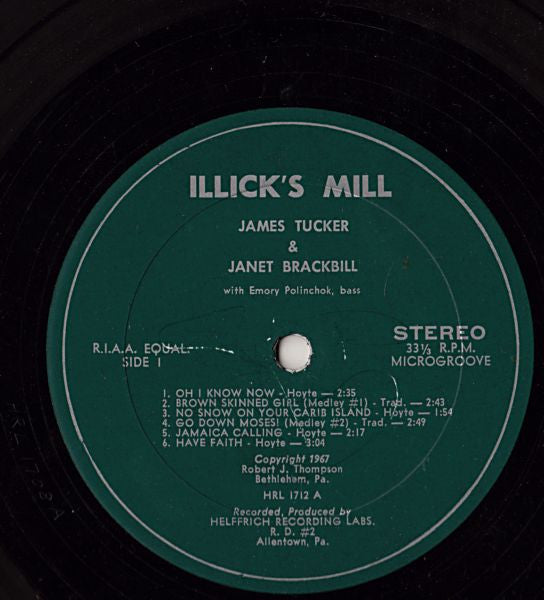 ILLICK'S MILL
JAMES TUCKER
&
JANET BRACKBILL
with Emory Polinchok, bass
R.I.A.A. EQUAL.
SIDE 1
STEREO
33⅓ R.P.M.
MICROGROOVE
1. OH I KNOW NOW - Hoyte — 2:35
2. BROWN SKINNED GIRL (Medley #1) - Trad. — 2:43
3. NO SNOW ON YOUR CARIB ISLAND - Hoyte — 1:54
4. GO DOWN MOSES! (Medley #2) - Trad. — 2:49
5. JAMAICA CALLING - Hoyte — 2:17
6. HAVE FAITH - Hoyte — 3:04
Copyright 1967
Robert J. Thompson
Bethlehem, Pa.
HRL 1712 A
Recorded, Produced by
HELFFRICH RECORDING LABS.
R. D. #2
Allentown, Pa.